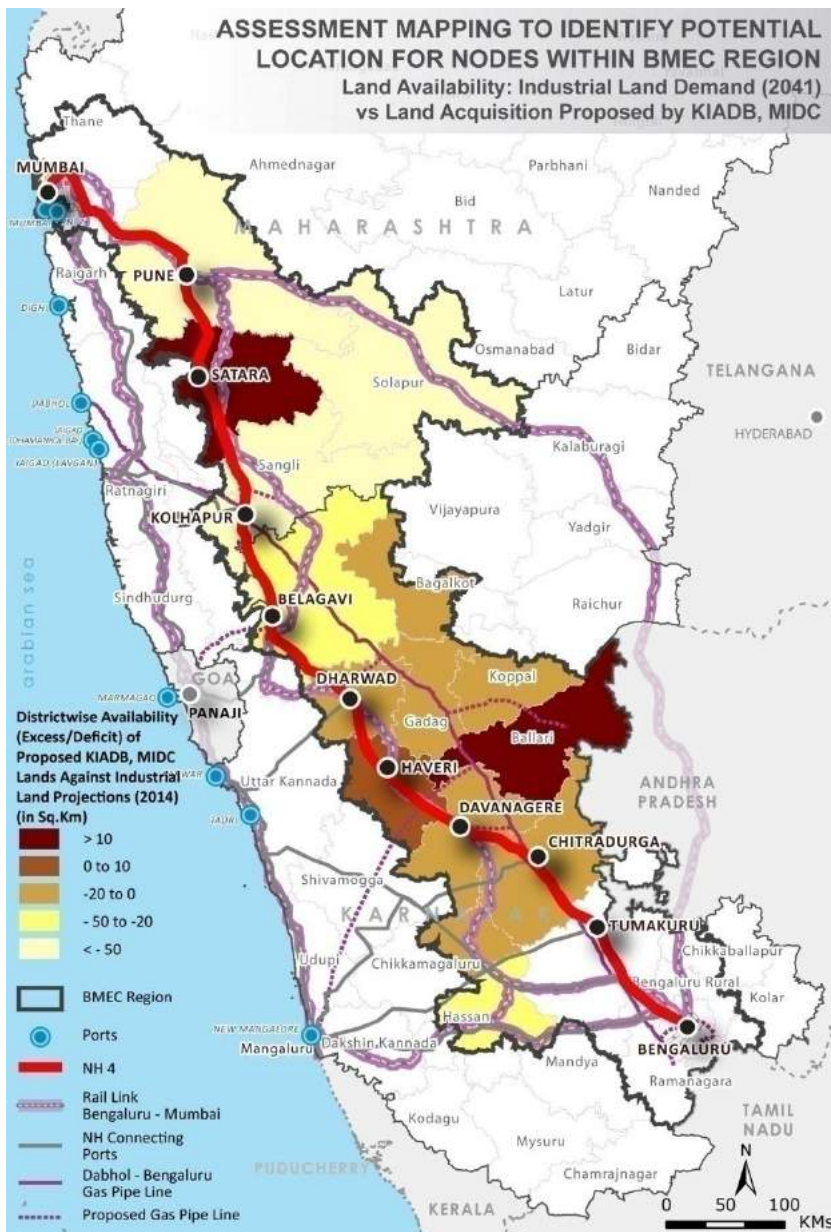 ASSESSMENT MAPPING TO IDENTIFY POTENTIAL
LOCATION FOR NODES WITHIN BMEC REGION
Land Availability: Industrial Land Demand (2041)
vs Land Acquisition Proposed by KIADB, MIDC
Thane
Ahmednagar
Parbhani
Nanded
MUMBAI
Bid
MAHARASHTRA
MUMBAI
Raigarh
PUNE
Latur
DIGHI
Osmanabad
Bidar
SATARA
Solapur
TELANGANA
DABHOL
HYDERABAD
JAIGAD
JAIGAD (LAVGAN)
Sangli
Kalaburagi
Ratnagiri
KOLHAPUR
Vijayapura
Yadgir
arabian sea
Bagalkot
Sindhudurg
BELAGAVI
Raichur
GOA
DHARWAD
Koppal
MARMAGAO
PANAJI
Gadag
Ballari
Districtwise Availability
(Excess/Deficit) of
Proposed KIADB, MIDC
Lands Against Industrial
Land Projections (2014)
(in Sq.Km)
WAR
Uttar Kannada
HAVERI
ANDHRA
PRADESH
DAVANAGERE
> 10
0 to 10
-20 to 0
- 50 to -20
< - 50
CHITRADURGA
Shivamogga
KARNATAK
TUMAKURU
Udupi
Chikkamagaluru
Chikkaballapur
Bengaluru Rural
Kolar
BMEC Region
Ports
Hassan
NEW MANGALORE
Mangaluru
Dakshin Kannada
BENGALURU
NH 4
Mandya
Ramanagara
Rail Link
Bengaluru - Mumbai
Kodagu
TAMIL
NADU
NH Connecting
Ports
Mysuru
Dabhol - Bengaluru
Gas Pipe Line
PUDUCHERRY
Chamrajnagar
N
Proposed Gas Pipe Line
KERALA
0 50 100
KMs